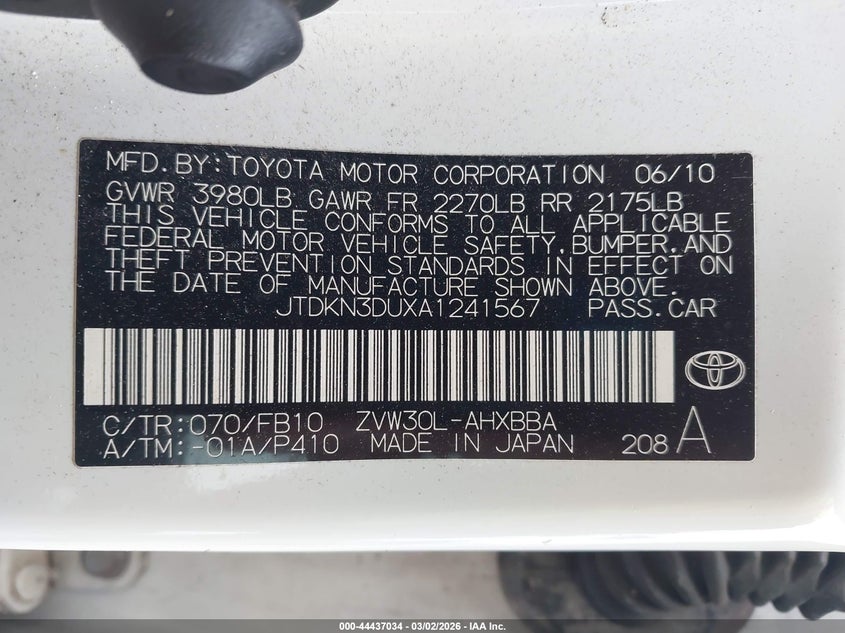 MFD.BY:TOYOTA MOTOR CORPORATION 06/10
GVWR 3980LB GAWR FR 2270LB RR 2175LB
THIS VEHICLE CONFORMS TO ALL APPLICABLE
FEDERAL MOTOR VEHICLE SAFETY,BUMPER,AND
THEFT PREVENTION STANDARDS IN EFFECT ON
THE DATE OF MANUFACTURE SHOWN ABOVE.
JTDKN3DUXA1241567 PASS.CAR
C/TR:070/FB10 ZVW30L-AHXBBA
A/TM:-01A/P410 MADE IN JAPAN 208 A
000-44437034 | 03/02/2026 | IAA Inc.